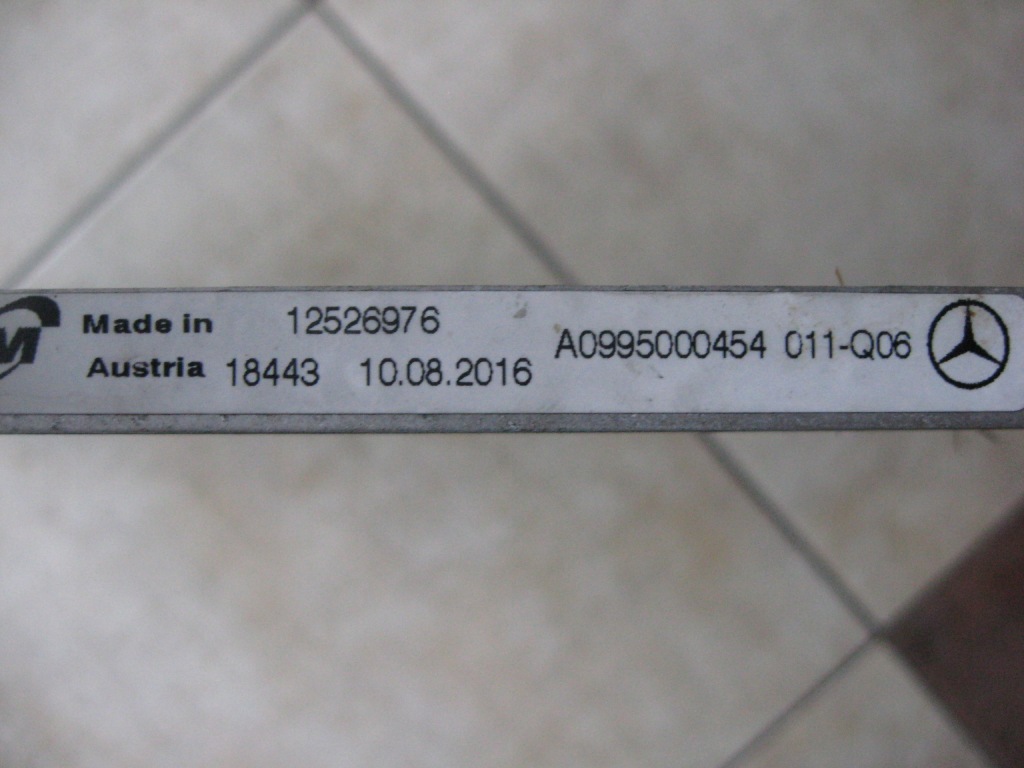 Made in 12526976
Austria 18443 10.08.2016
A0995000454 011-Q06